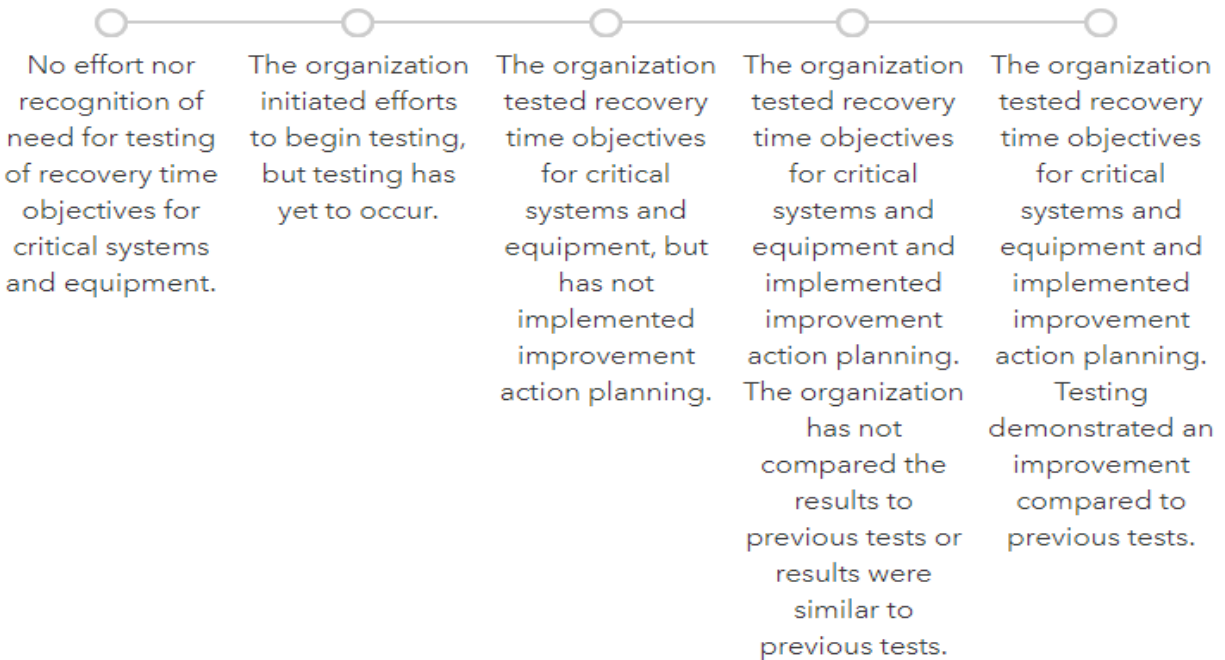 No effort nor
recognition of
need for testing
of recovery time
objectives for
critical systems
and equipment.
The organization
initiated efforts
to begin testing,
but testing has
yet to occur.
The organization
tested recovery
time objectives
for critical
systems and
equipment, but
has not
implemented
improvement
action planning.
The organization
tested recovery
time objectives
for critical
systems and
equipment and
implemented
improvement
action planning.
The organization
has not
compared the
results to
previous tests or
results were
similar to
previous tests.
The organization
tested recovery
time objectives
for critical
systems and
equipment and
implemented
improvement
action planning.
Testing
demonstrated an
improvement
compared to
previous tests.